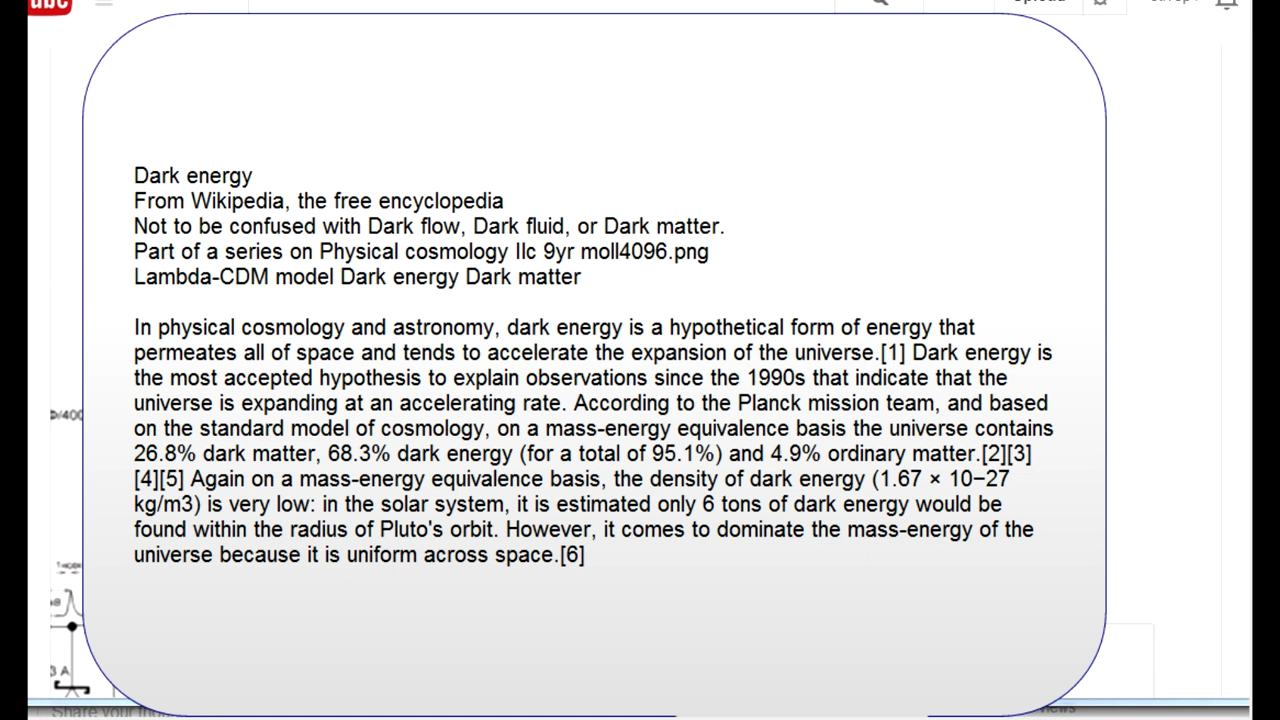 Dark energy
From Wikipedia, the free encyclopedia
Not to be confused with Dark flow, Dark fluid, or Dark matter.
Part of a series on Physical cosmology Ilc 9yr moll4096.png
Lambda-CDM model Dark energy Dark matter
In physical cosmology and astronomy, dark energy is a hypothetical form of energy that
permeates all of space and tends to accelerate the expansion of the universe.[1] Dark energy is
the most accepted hypothesis to explain observations since the 1990s that indicate that the
universe is expanding at an accelerating rate. According to the Planck mission team, and based
on the standard model of cosmology, on a mass-energy equivalence basis the universe contains
26.8% dark matter, 68.3% dark energy (for a total of 95.1%) and 4.9% ordinary matter.[2][3]
[4][5] Again on a mass-energy equivalence basis, the density of dark energy (1.67 × 10−27
kg/m3) is very low: in the solar system, it is estimated only 6 tons of dark energy would be
found within the radius of Pluto's orbit. However, it comes to dominate the mass-energy of the
universe because it is uniform across space.[6]
3 A
Share your
news